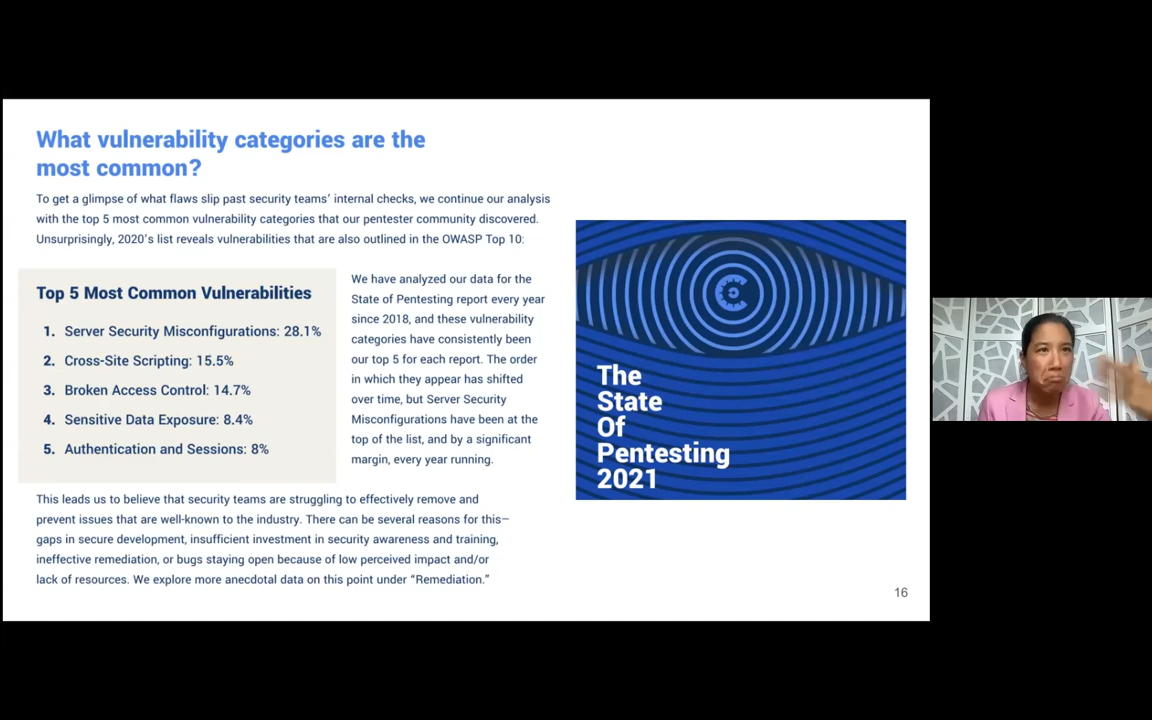 What vulnerability categories are the
most common?
To get a glimpse of what flaws slip past security teams’ internal checks, we continue our analysis
with the top 5 most common vulnerability categories that our pentester community discovered.
Unsurprisingly, 2020’s list reveals vulnerabilities that are also outlined in the OWASP Top 10:
Top 5 Most Common Vulnerabilities
1. Server Security Misconfigurations: 28.1%
2. Cross-Site Scripting: 15.5%
3. Broken Access Control: 14.7%
4. Sensitive Data Exposure: 8.4%
5. Authentication and Sessions: 8%
We have analyzed our data for the
State of Pentesting report every year
since 2018, and these vulnerability
categories have consistently been
our top 5 for each report. The order
in which they appear has shifted
over time, but Server Security
Misconfigurations have been at the
top of the list, and by a significant
margin, every year running.
This leads us to believe that security teams are struggling to effectively remove and
prevent issues that are well-known to the industry. There can be several reasons for this—
gaps in secure development, insufficient investment in security awareness and training,
ineffective remediation, or bugs staying open because of low perceived impact and/or
lack of resources. We explore more anecdotal data on this point under “Remediation.”
The
State
Of
Pentesting
2021
16